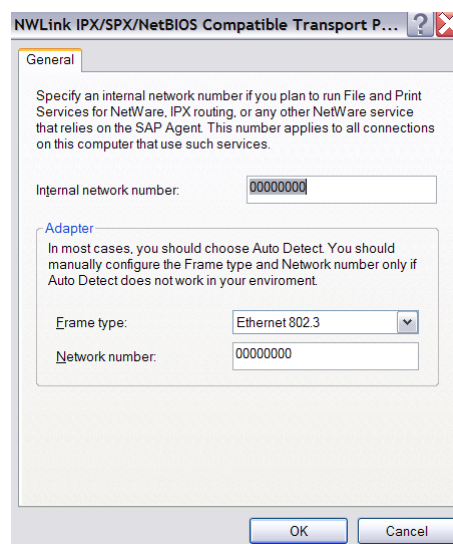 NWLink IPX/SPX/NetBIOS Compatible Transport P... ?
General
Specify an internal network number if you plan to run File and Print
Services for NetWare, IPX routing, or any other NetWare service
that relies on the SAP Agent. This number applies to all connections
on this computer that use such services.
Internal network number: 00000000
Adapter
In most cases, you should choose Auto Detect. You should
manually configure the Frame type and Network number only if
Auto Detect does not work in your enviroment.
Frame type: Ethernet 802.3
Network number: 00000000
OK Cancel